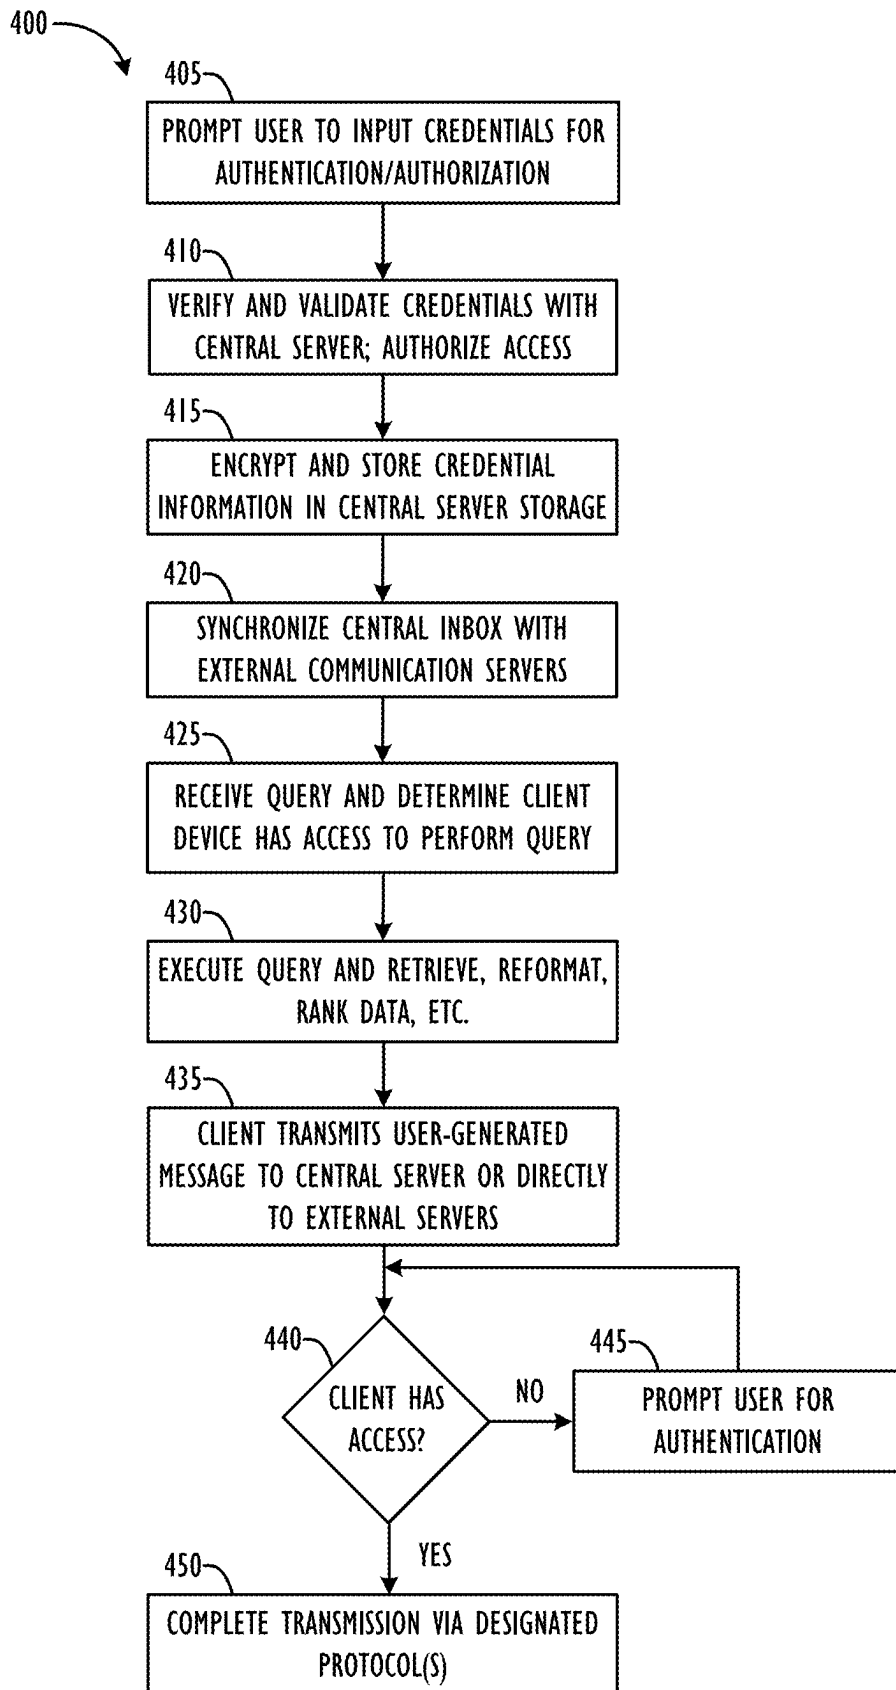 400
405
PROMPT USER TO INPUT CREDENTIALS FOR
AUTHENTICATION/AUTHORIZATION
410
VERIFY AND VALIDATE CREDENTIALS WITH
CENTRAL SERVER; AUTHORIZE ACCESS
415
ENCRYPT AND STORE CREDENTIAL
INFORMATION IN CENTRAL SERVER STORAGE
420
SYNCHRONIZE CENTRAL INBOX WITH
EXTERNAL COMMUNICATION SERVERS
425
RECEIVE QUERY AND DETERMINE CLIENT
DEVICE HAS ACCESS TO PERFORM QUERY
430
EXECUTE QUERY AND RETRIEVE, REFORMAT,
RANK DATA, ETC.
435
CLIENT TRANSMITS USER-GENERATED
MESSAGE TO CENTRAL SERVER OR DIRECTLY
TO EXTERNAL SERVERS
440
CLIENT HAS
ACCESS?
NO
445
PROMPT USER FOR
AUTHENTICATION
YES
450
COMPLETE TRANSMISSION VIA DESIGNATED
PROTOCOL(S)